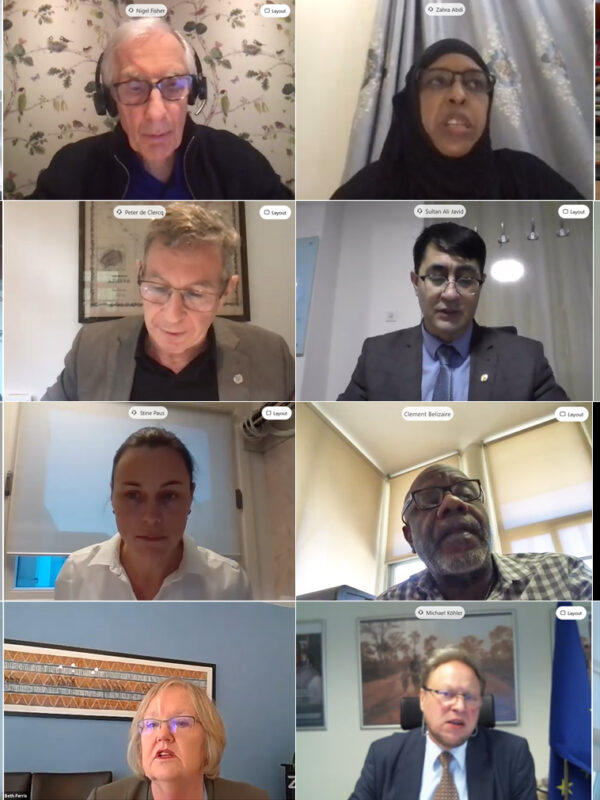 Nigel Fisher
Layout
Zahra Abdi
Peter de Clercq
Layout
Sultan Ali Javid
Layout
Stine Paus
Layout
Clement Belizaire
Layout
Beth Ferris
Z
Michael Köhler
Layout